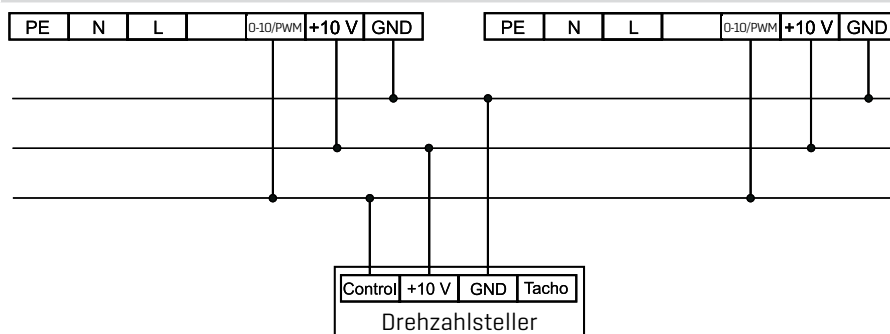 PE N L 0-10/PWM +10 V GND PE N L 0-10/PWM +10 V GND
Control +10 V GND Tacho
Drehzahlsteller